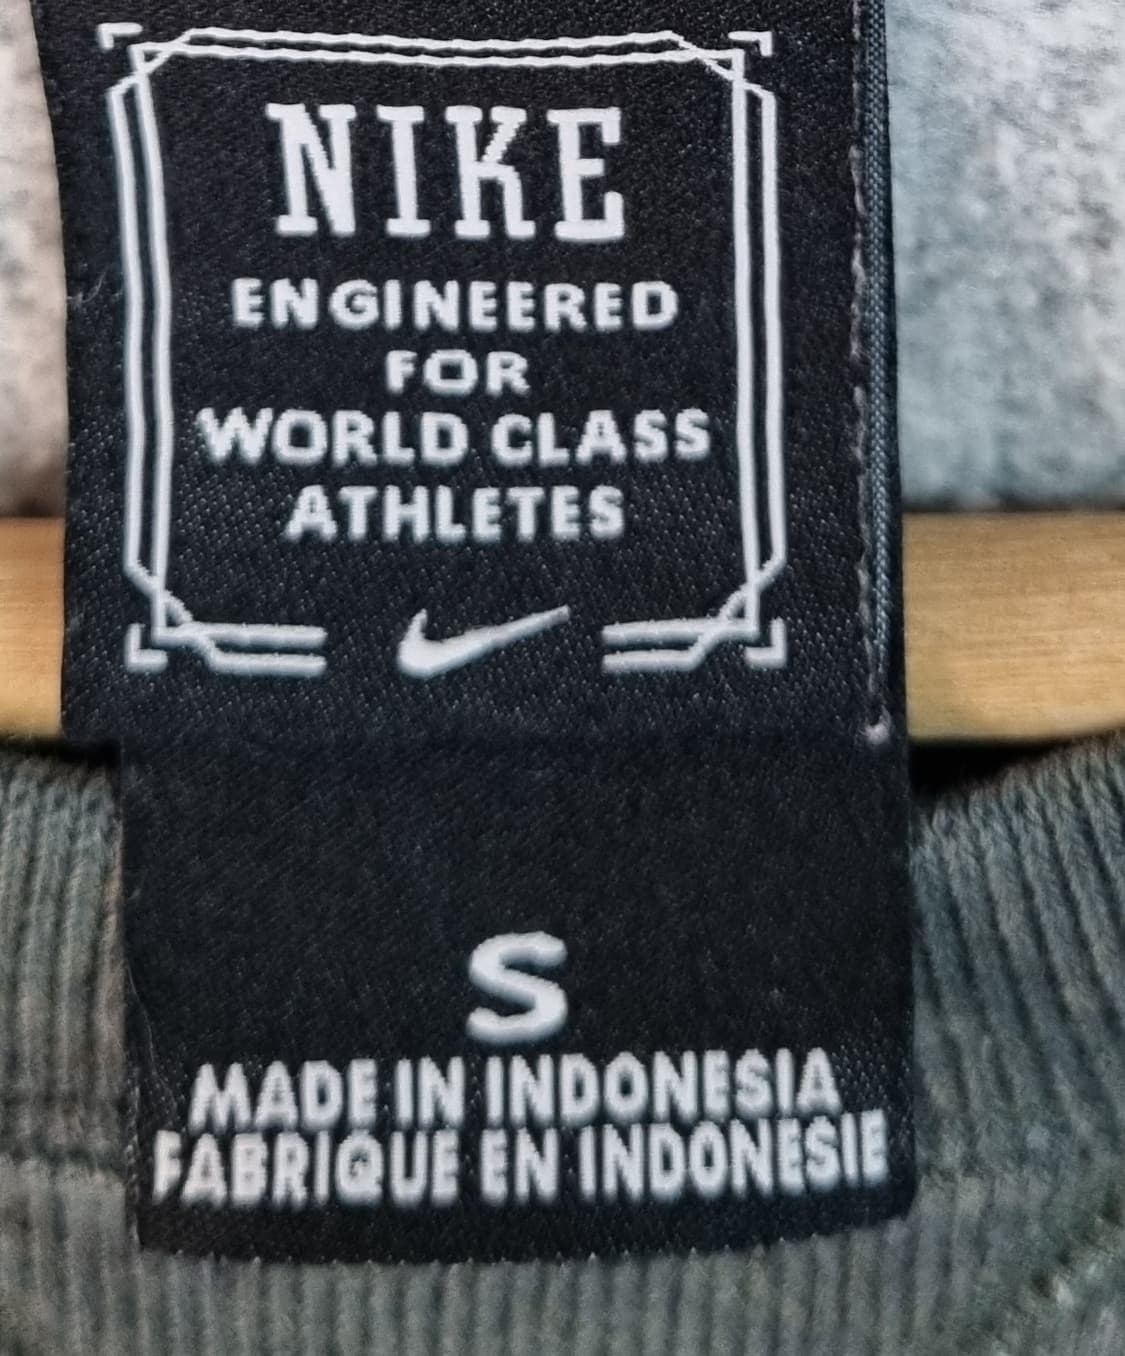 NIKE
ENGINEERED
FOR
WORLD CLASS
ATHLETES
S
MADE IN INDONESIA
FABRIQUE EN INDONESIE